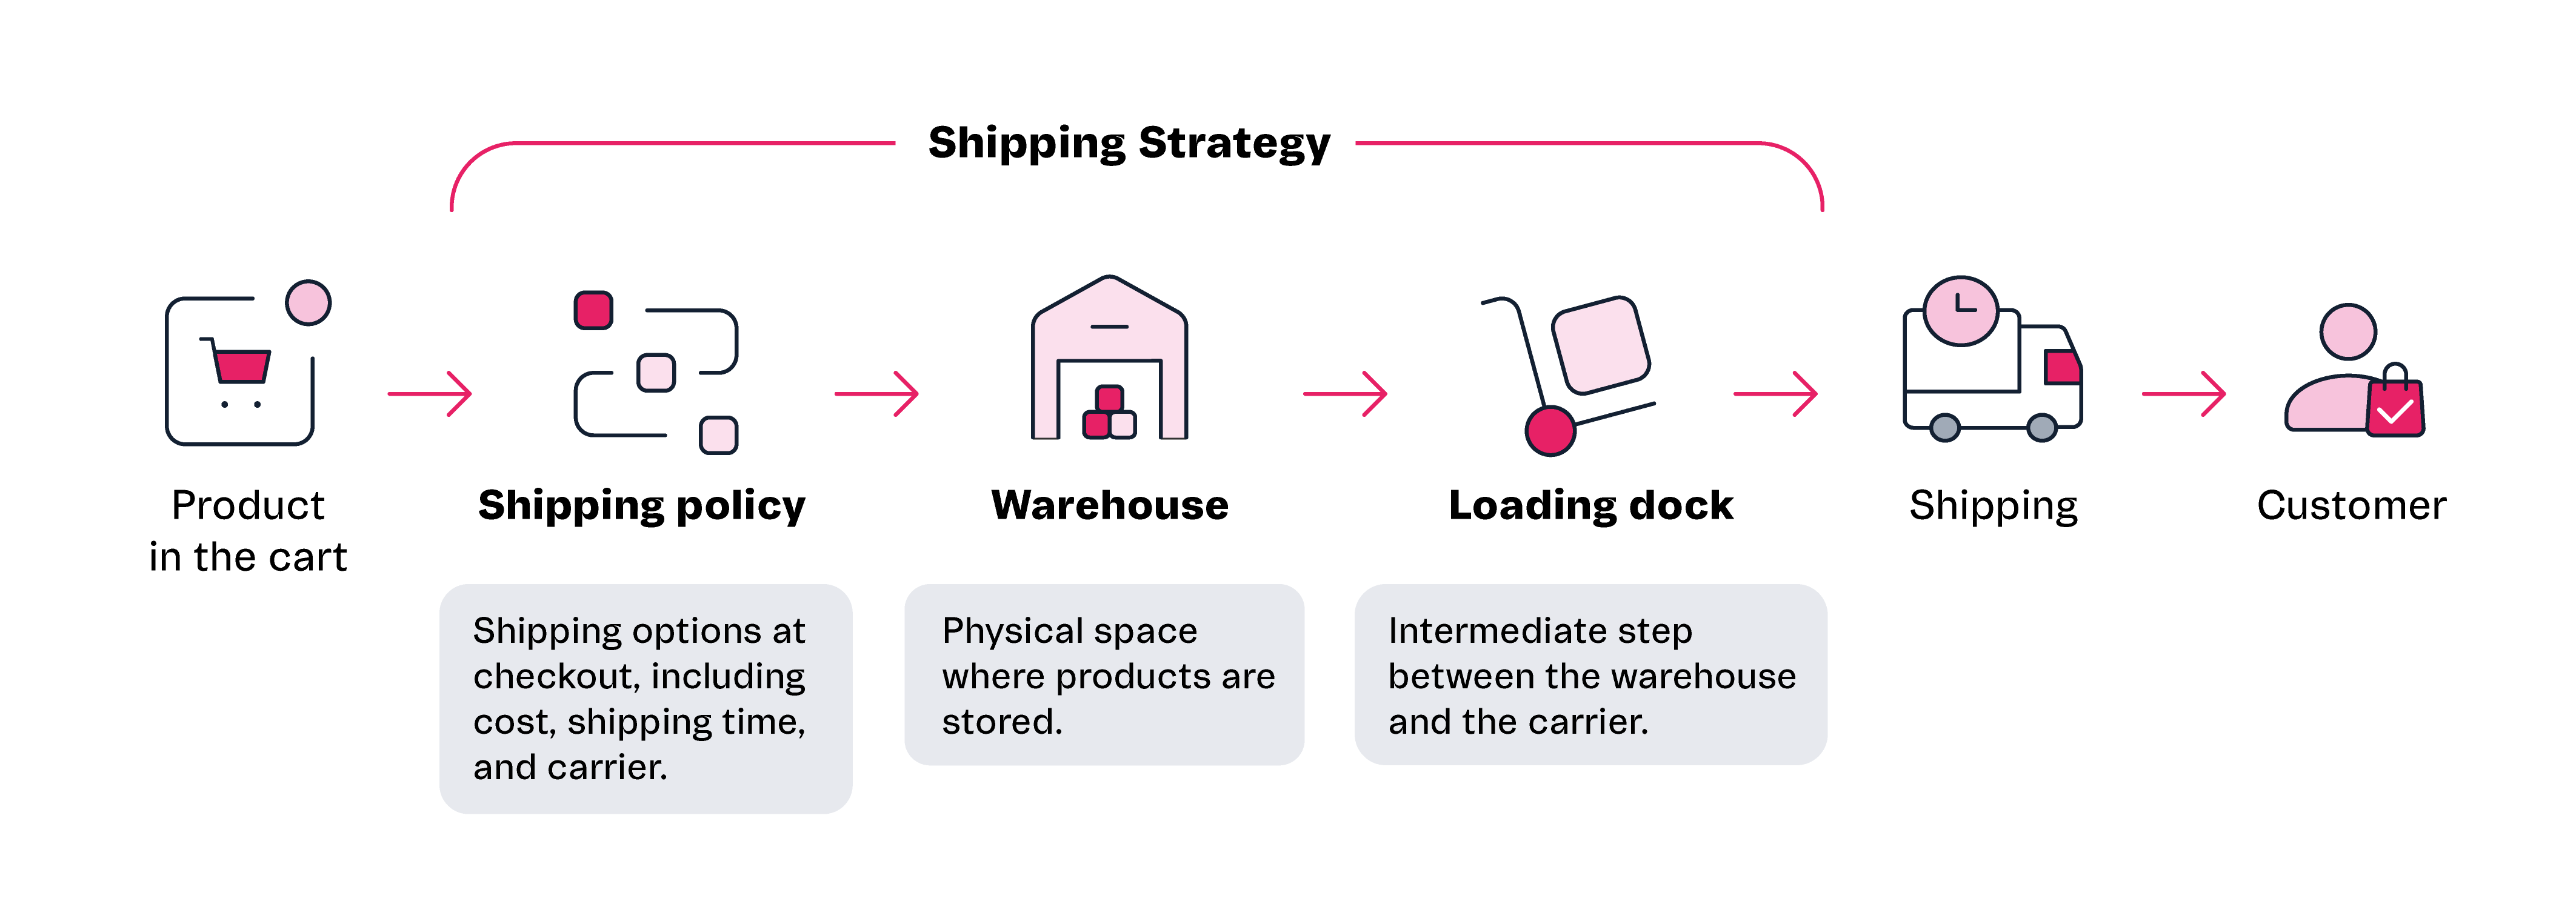 Shipping Strategy
Product
in the cart
Shipping policy
Shipping options at
checkout, including
cost, shipping time,
and carrier.
Warehouse
Physical space
where products are
stored.
Loading dock
Intermediate step
between the warehouse
and the carrier.
Shipping
Customer